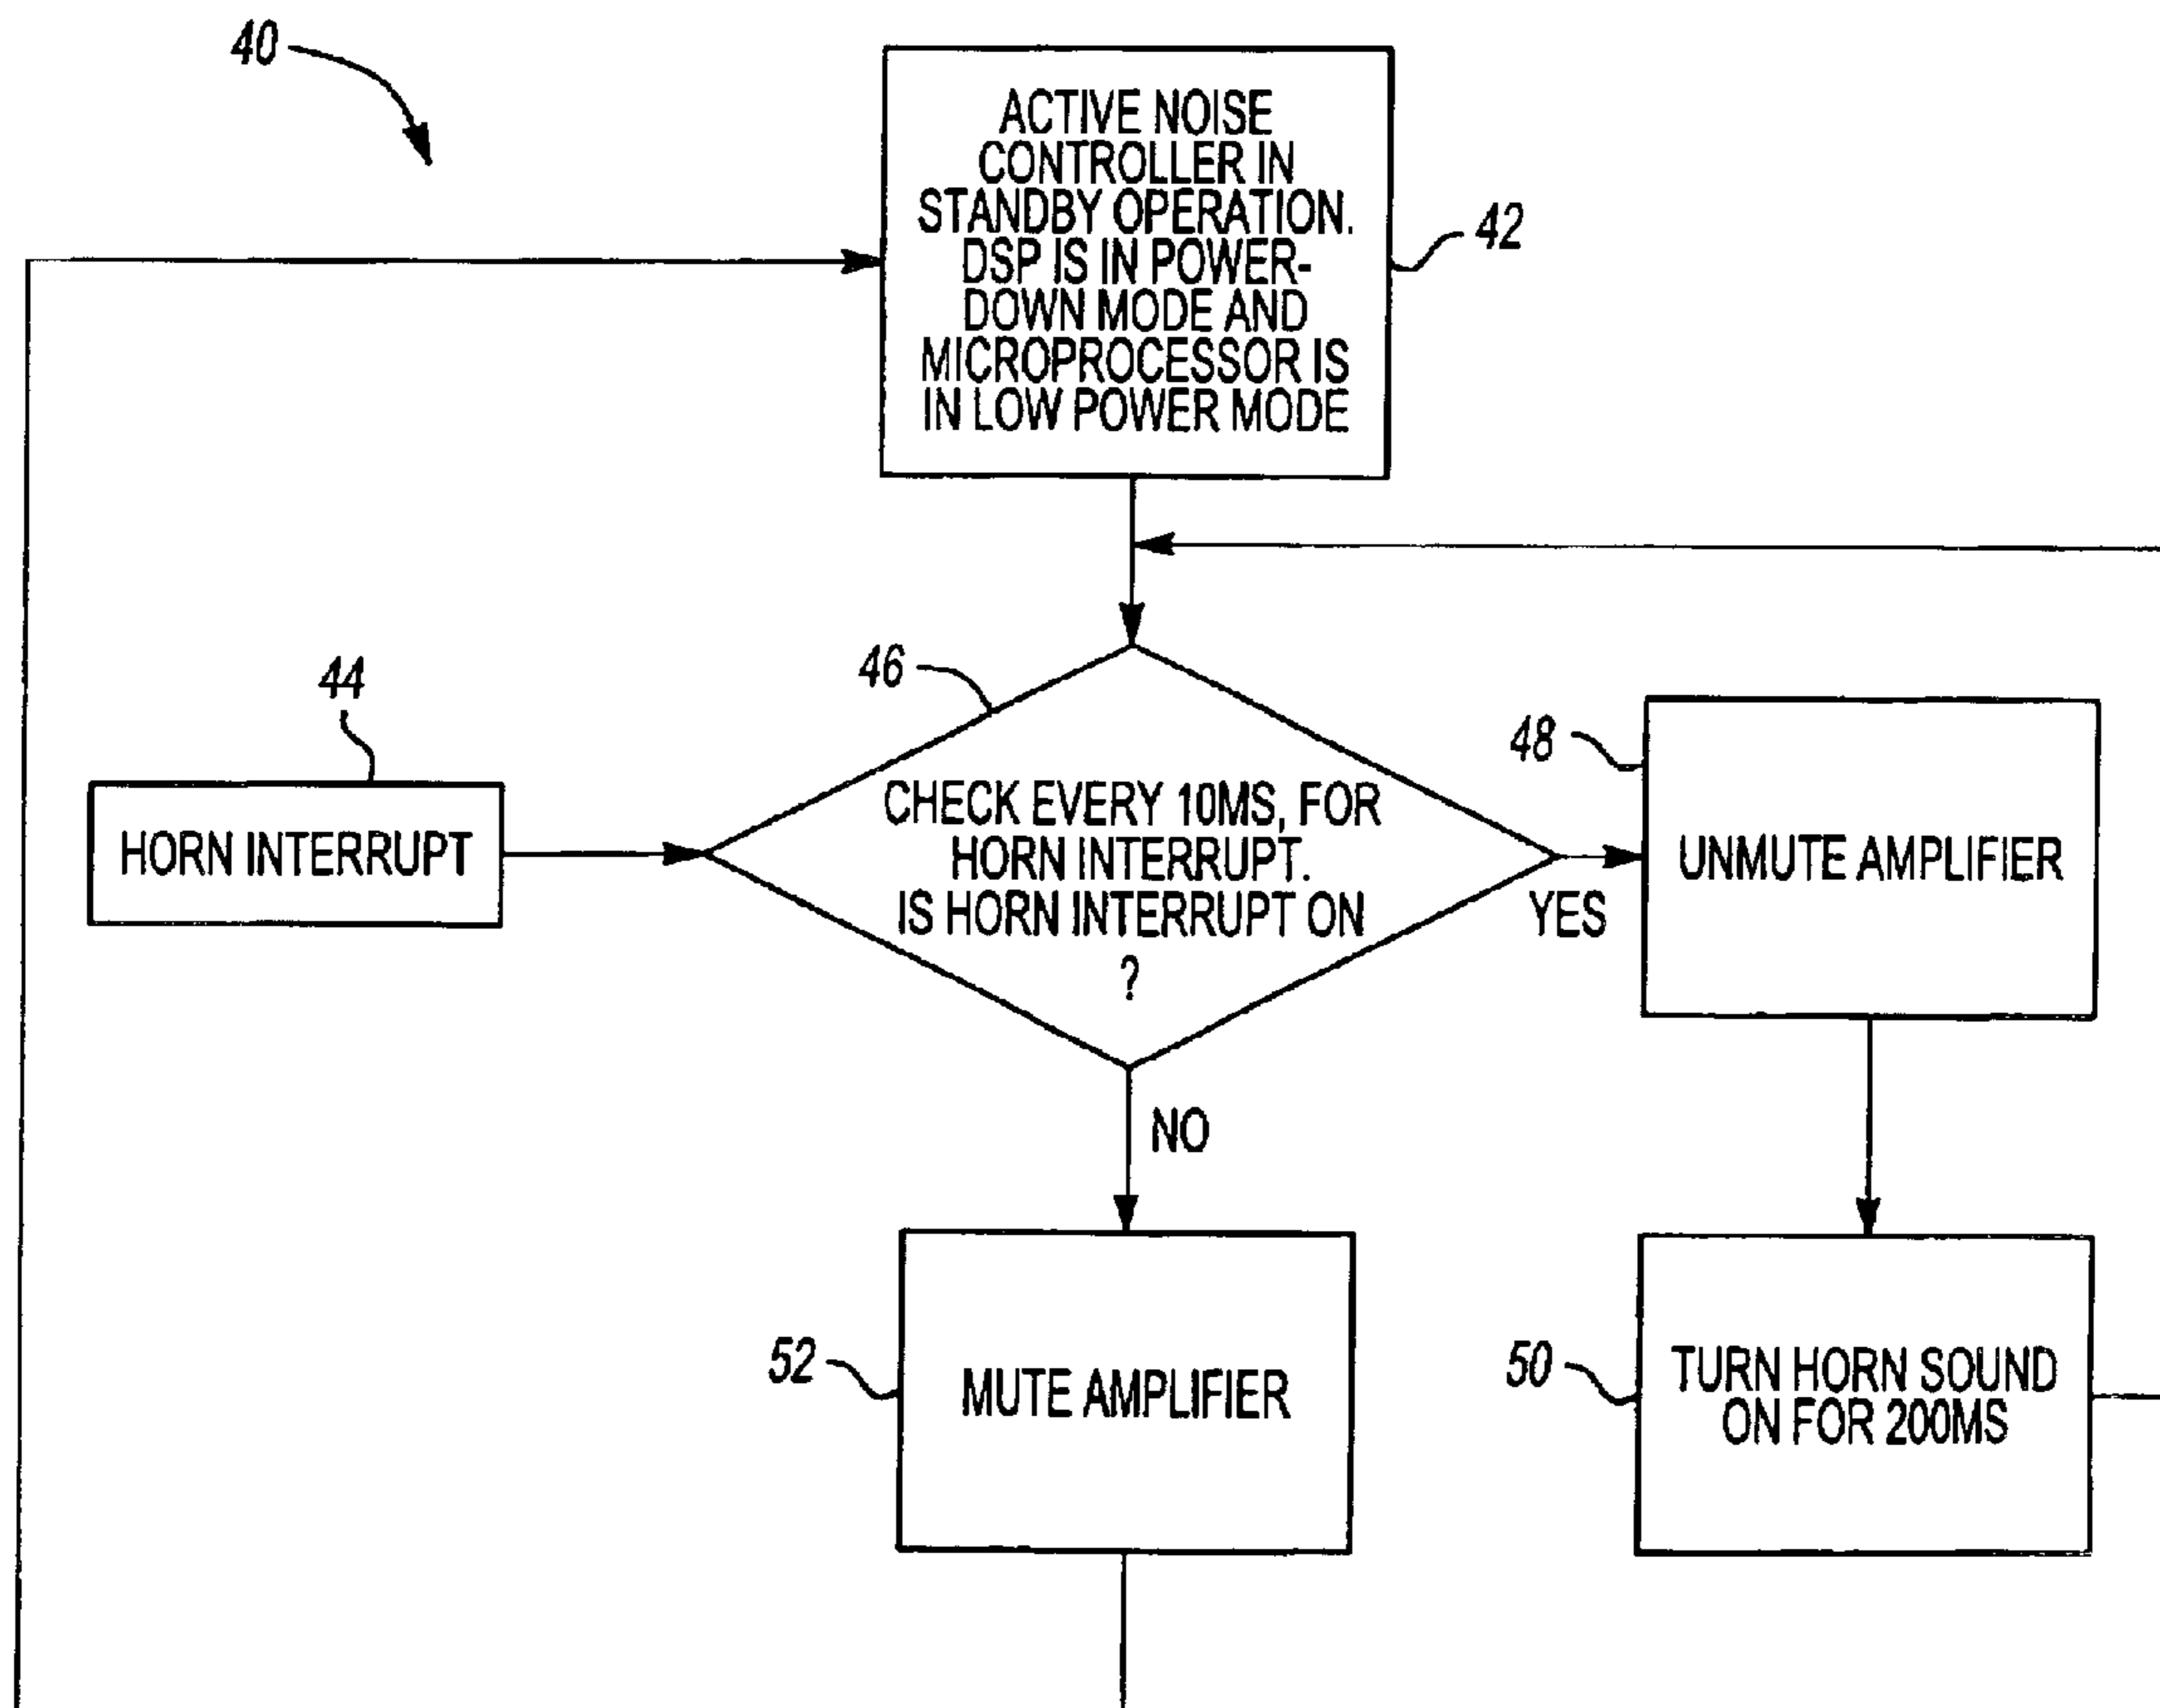 40
ACTIVE NOISE
CONTROLLER IN
STANDBY OPERATION.
DSP IS IN POWER-
DOWN MODE AND
MICROPROCESSOR IS
IN LOW POWER MODE
42
44
HORN INTERRUPT
46
CHECK EVERY 10MS, FOR
HORN INTERRUPT.
IS HORN INTERRUPT ON
?
YES
48
UNMUTE AMPLIFIER
NO
52
MUTE AMPLIFIER
50
TURN HORN SOUND
ON FOR 200MS